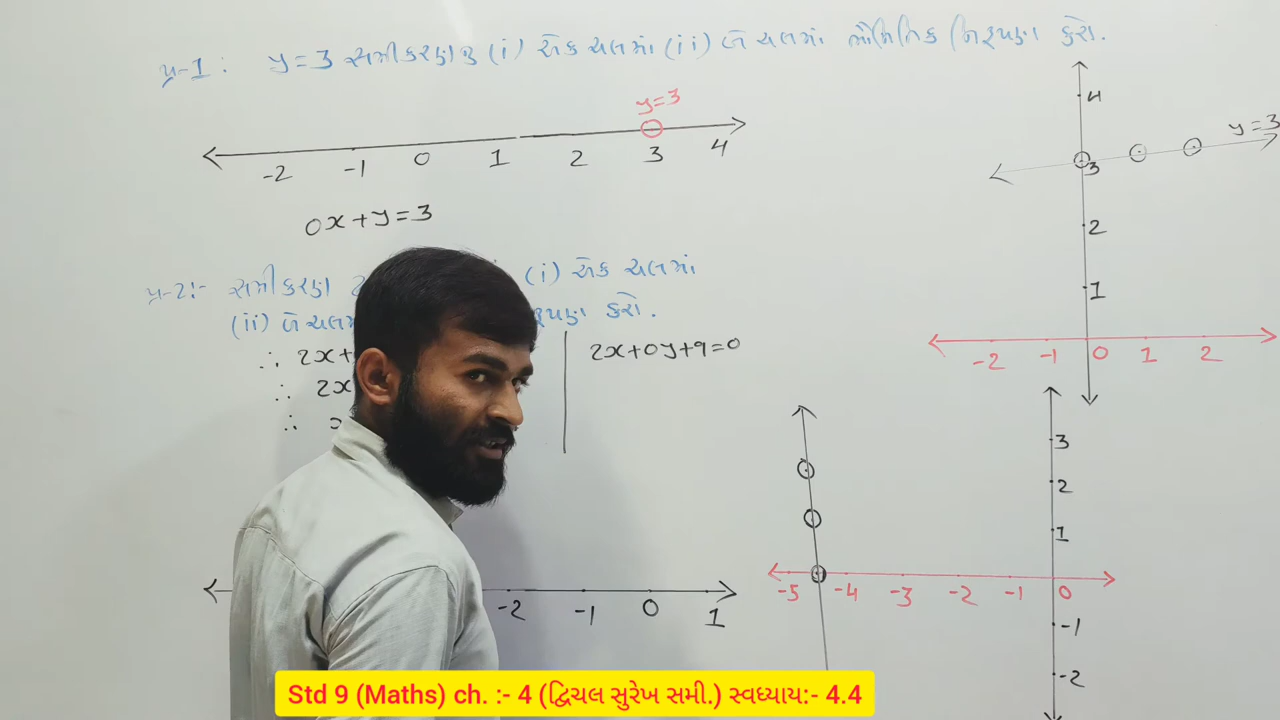 પ્ર-1: y=3 સમીકરણનું (i) એક ચલમાં (ii) બે ચલમાં ભૌમિતિક નિરૂપણ કરો.
y=3
-2 -1 0 1 2 3 4
0x+y=3
પ્ર-2:- સમીકરણ (i) એક ચલમાં
(ii) બે ચલમાં કરો.
∴ 2x+
∴ 2x
∴
2x+0y+9=0
-2 -1 0 1
4
y=3
3
2
1
-2 -1 0 1 2
3
2
1
-5 -4 -3 -2 -1 0
-1
-2
Std 9 (Maths) ch. :- 4 (દ્વિચલ સુરેખ સમી.) સ્વધ્યાય:- 4.4